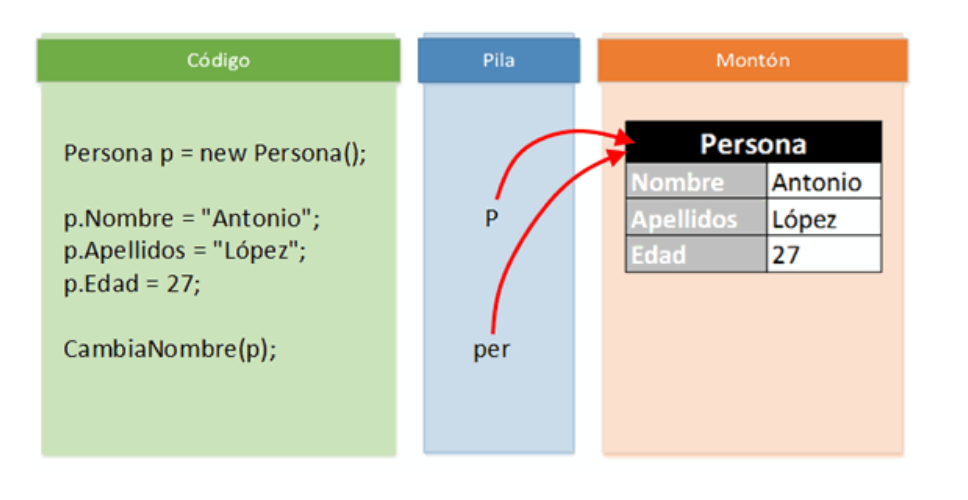 Código
Persona p = new Persona();
p.Nombre = "Antonio";
p.Apellidos = "López";
p.Edad = 27;
CambiaNombre(p);
Pila
P
per
Montón
Persona
Nombre Antonio
Apellidos López
Edad 27